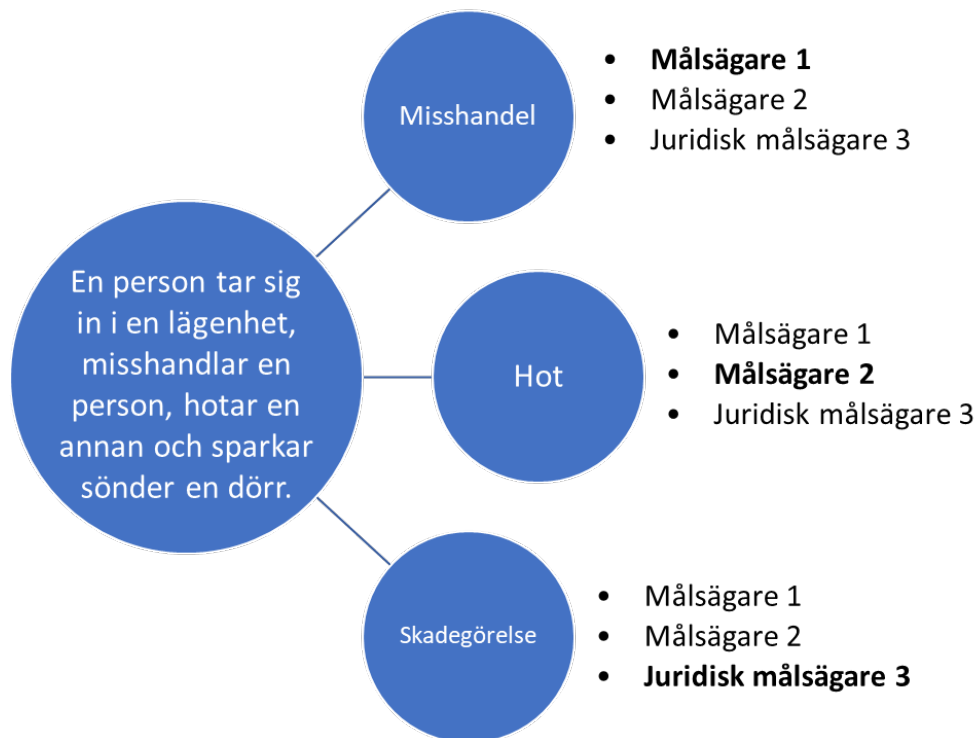 Misshandel
• Målsägare 1
• Målsägare 2
• Juridisk målsägare 3
En person tar sig
in i en lägenhet,
misshandlar en
person, hotar en
annan och sparkar
sönder en dörr.
Hot
• Målsägare 1
• Målsägare 2
• Juridisk målsägare 3
Skadegörelse
• Målsägare 1
• Målsägare 2
• Juridisk målsägare 3